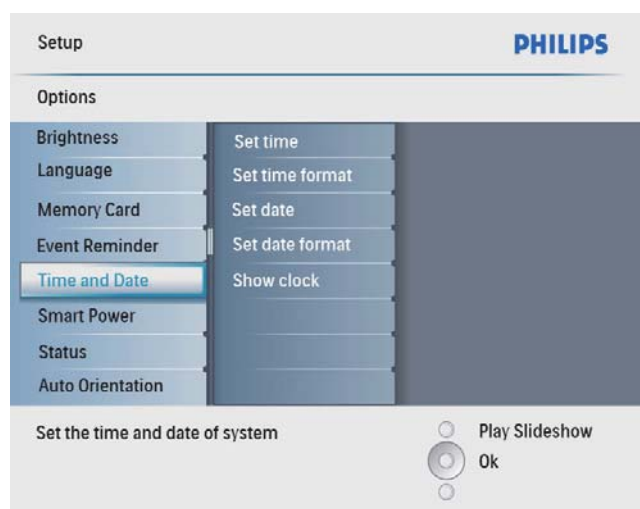 Setup
PHILIPS
Options
Brightness
Language
Memory Card
Event Reminder
Time and Date
Smart Power
Status
Auto Orientation
Set time
Set time format
Set date
Set date format
Show clock
Set the time and date of system
Play Slideshow
Ok